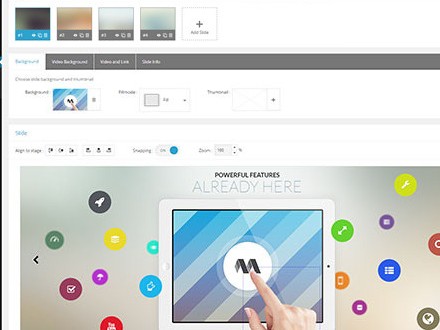 #1
#2
#3
#4
Add Slide
Background
Video Background
Video and Link
Slide Info
Choose slide background and thumbnail
Background:
Fillmode:
Fill
Thumbnail:
Slide
Align to stage:
Snapping:
ON
Zoom:
100
%
POWERFUL FEATURES
ALREADY HERE